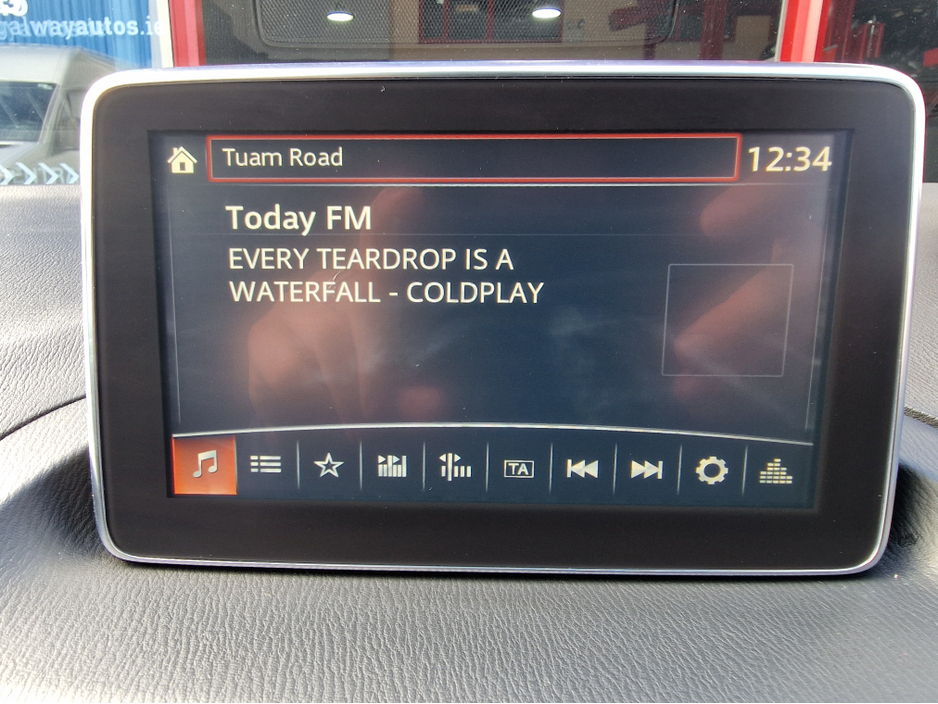 galwayautos.ie
Tuam Road
12:34
Today FM
EVERY TEARDROP IS A
WATERFALL - COLDPLAY
TA